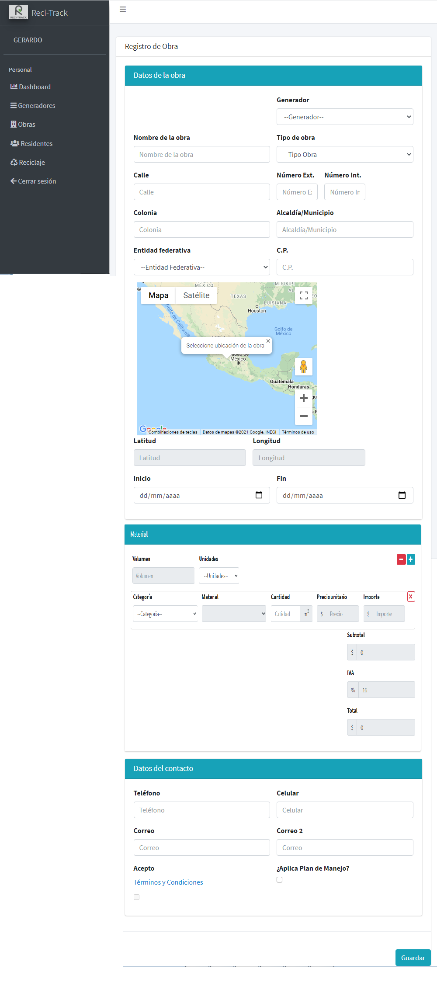 RECI-TRACK
Reci-Track
GERARDO
Personal
Dashboard
Generadores
Obras
Residentes
Reciclaje
Cerrar sesión
Registro de Obra
Datos de la obra
Generador
--Generador--
Nombre de la obra Tipo de obra
Nombre de la obra --Tipo Obra--
Calle Número Ext. Número Int.
Calle Número E Número Ir
Colonia Alcaldía/Municipio
Colonia Alcaldía/Municipio
Entidad federativa C.P.
--Entidad Federativa-- C.P.
Mapa Satélite
MÉXICO
TEXAS
MISISIPI
AL
LUISIANA
Houston
Golfo de California
Golfo de
México
Seleccione ubicación de la obra
Ciudad de
México
Guatemala
Honduras
Google
Combinaciones de teclas Datos de mapas ©2021 Google, INEGI Términos de uso
Latitud Longitud
Latitud Longitud
Inicio Fin
dd/mm/aaaa dd/mm/aaaa
Material
Volumen Unidades
Volumen --Unidades--
Categoría Material Cantidad Preciounitario Importe
--Categoría-- Catidad m3 $ Precio $ Importe
Subtotal
$ 0
IVA
% 16
Total
$ 0
Datos del contacto
Teléfono Celular
Teléfono Celular
Correo Correo 2
Correo Correo
Acepto ¿Aplica Plan de Manejo?
Términos y Condiciones
Guardar